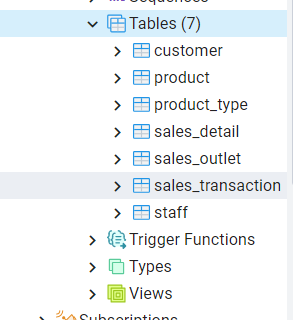 Sequences
Tables (7)
customer
product
product_type
sales_detail
sales_outlet
sales_transaction
staff
Trigger Functions
Types
Views
Subscriptions